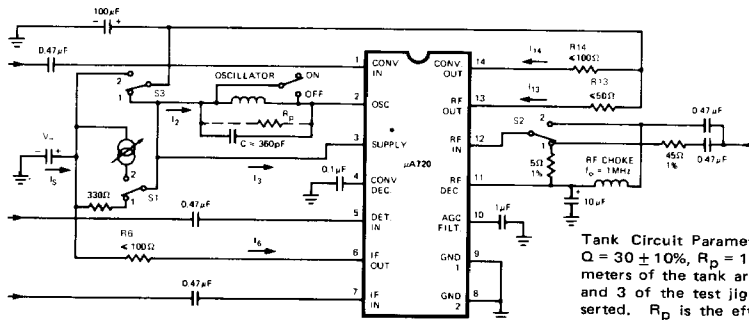 100μF
0.47μF
OSCILLATOR
ON
OFF
2
1
S3
I2
Rp
C ≈ 360pF
V+
IS
2
1
S1
330Ω
0.1μF
I3
0.47μF
R6
≤ 100Ω
I6
0.47μF
1 CONV IN
2 OSC
3 SUPPLY
4 CONV DEC.
5 DET. IN
6 IF OUT
7 IF IN
μA720
CONV. OUT 14
RF OUT 13
RF IN 12
RF DEC 11
AGC FILT. 10
GND 1 9
GND 2 8
I14
R14
≤100Ω
I13
R13
≤50Ω
S2
2
1
5Ω
1%
RF CHOKE
fo = 1MHz
10μF
1μF
0.47μF
45Ω
1%
0.47μF
Tank Circuit Paramet
Q = 30 ± 10%, Rp = 1
meters of the tank ar
and 3 of the test jig
serted. Rp is the ef